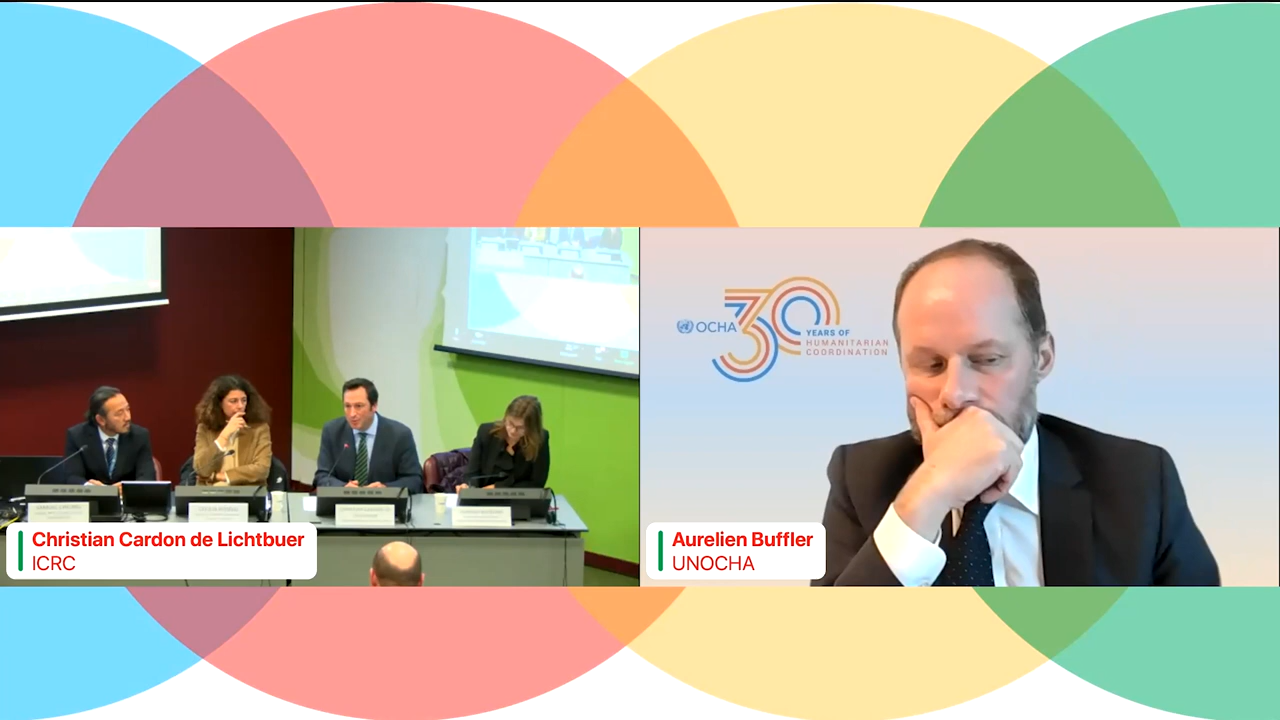 Christian Cardon de Lichtbuer
ICRC
OCHA
30
YEARS OF
HUMANITARIAN
COORDINATION
Aurelien Buffler
UNOCHA